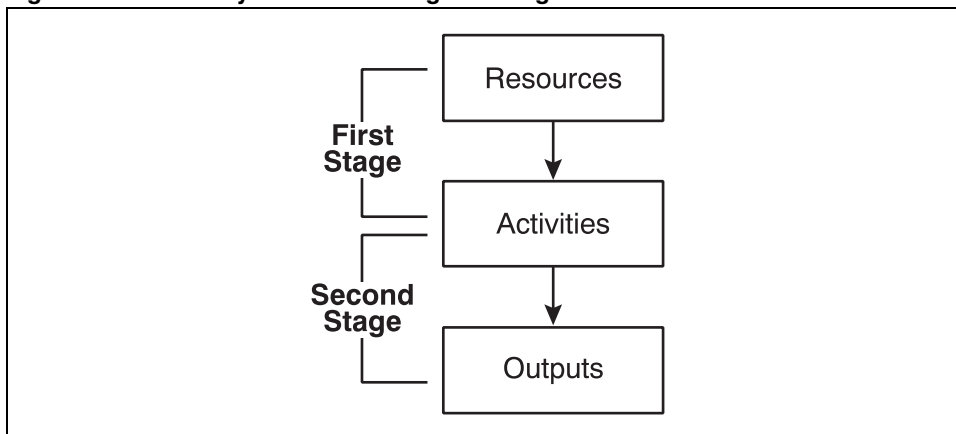 Resources
First
Stage
Activities
Second
Stage
Outputs